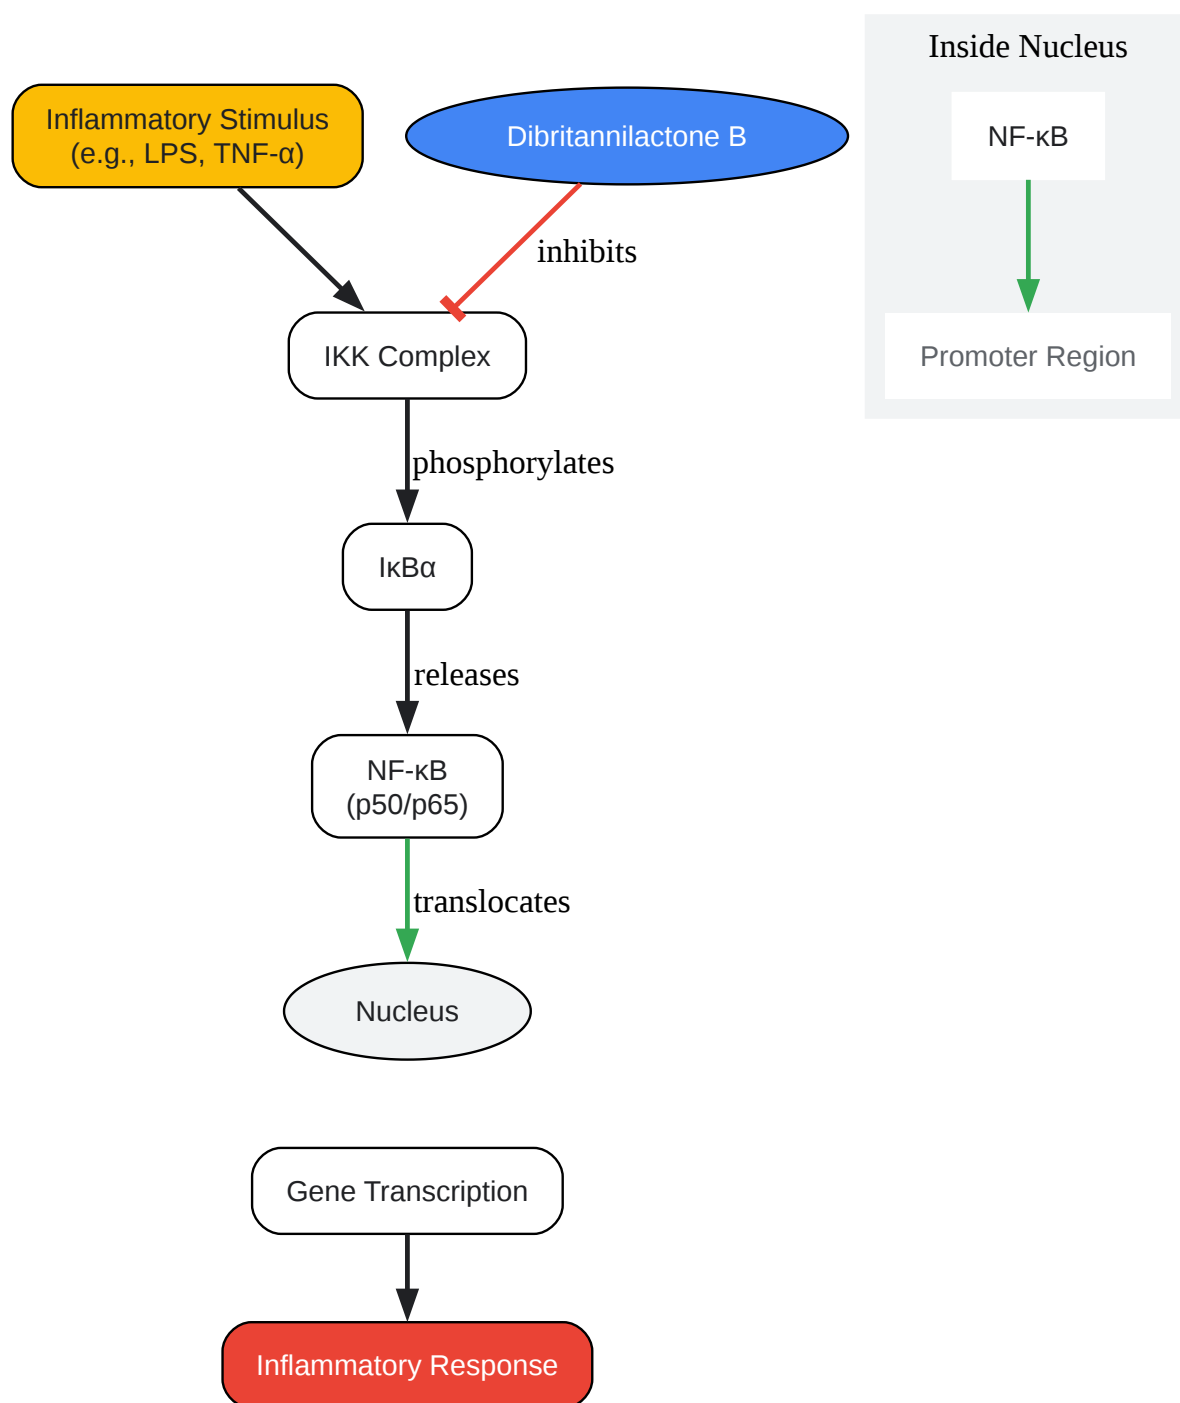 Inflammatory Stimulus
(e.g., LPS, TNF-α)
Dibritannilactone B
inhibits
IKK Complex
phosphorylates
IκBα
releases
NF-κB
(p50/p65)
translocates
Nucleus
Gene Transcription
Inflammatory Response
Inside Nucleus
NF-κB
Promoter Region